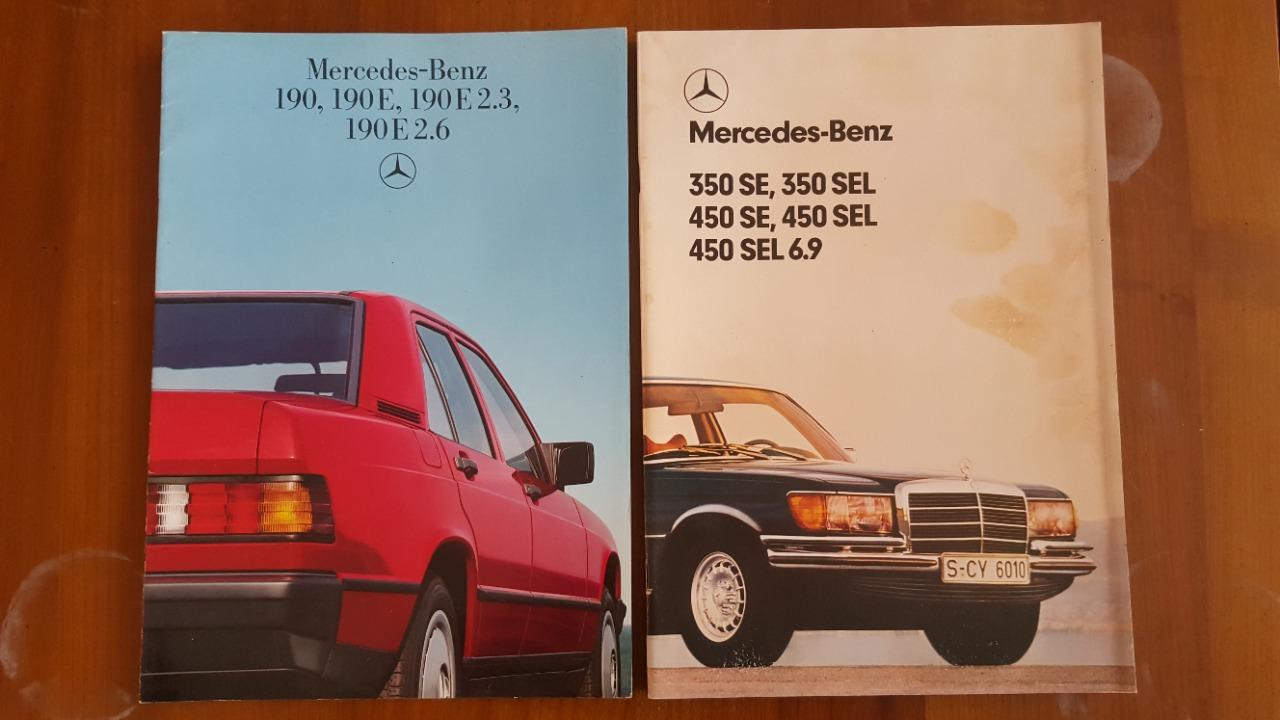 Mercedes-Benz
190, 190 E, 190 E 2.3,
190 E 2.6
Mercedes-Benz
350 SE, 350 SEL
450 SE, 450 SEL
450 SEL 6.9
S-CY 6010